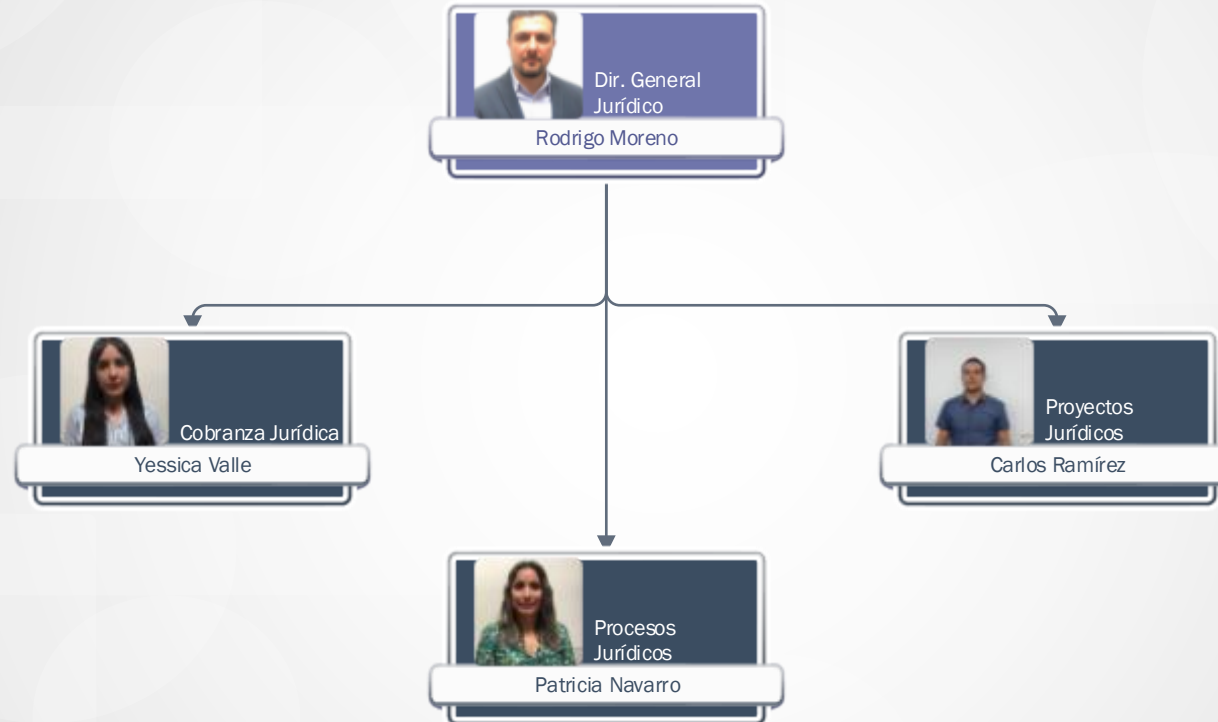 Dir. General
Jurídico
Rodrigo Moreno
Cobranza Jurídica
Yessica Valle
Proyectos
Jurídicos
Carlos Ramírez
Procesos
Jurídicos
Patricia Navarro